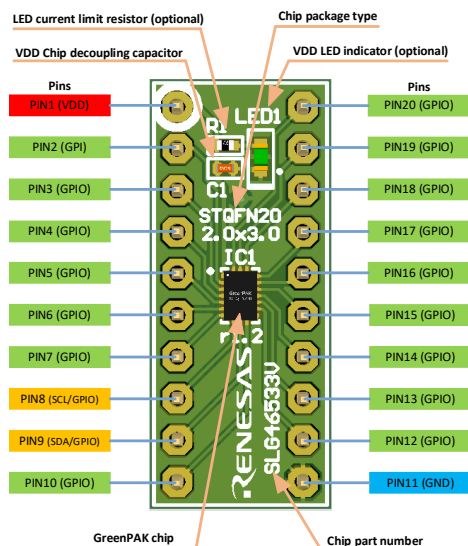 LED current limit resistor (optional)
Chip package type
VDD Chip decoupling capacitor
VDD LED indicator (optional)
Pins
Pins
PIN1 (VDD)
PIN2 (GPI)
PIN3 (GPIO)
PIN4 (GPIO)
PIN5 (GPIO)
PIN6 (GPIO)
PIN7 (GPIO)
PIN8 (SCL/GPIO)
PIN9 (SDA/GPIO)
PIN10 (GPIO)
R1
LED1
C1
STQFN20
2.0x3.0
IC1
GreenPAK
RENESAS
SLG46533V
PIN20 (GPIO)
PIN19 (GPIO)
PIN18 (GPIO)
PIN17 (GPIO)
PIN16 (GPIO)
PIN15 (GPIO)
PIN14 (GPIO)
PIN13 (GPIO)
PIN12 (GPIO)
PIN11 (GND)
GreenPAK chip
Chip part number